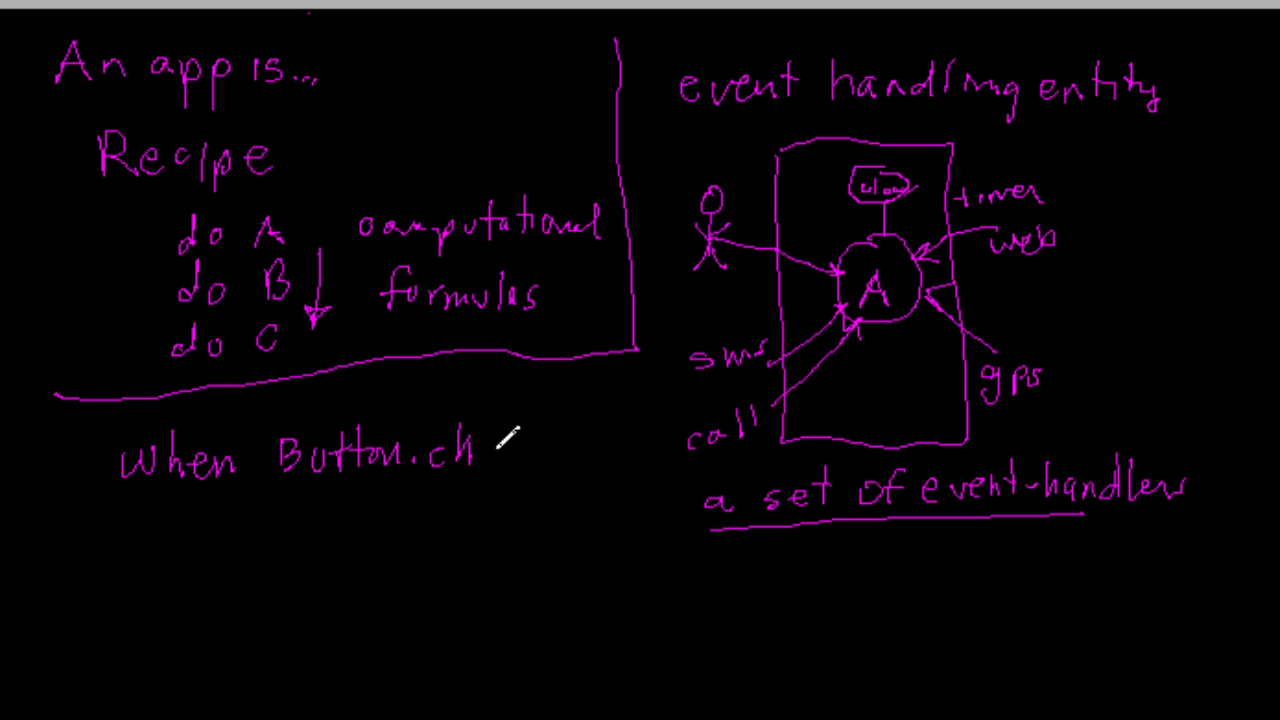 An app is...
Recipe
do A
do B
do C
computational
formulas
When Button.cli
event handling entity
timer
web
A
sms
call
gps
a set of event-handlers